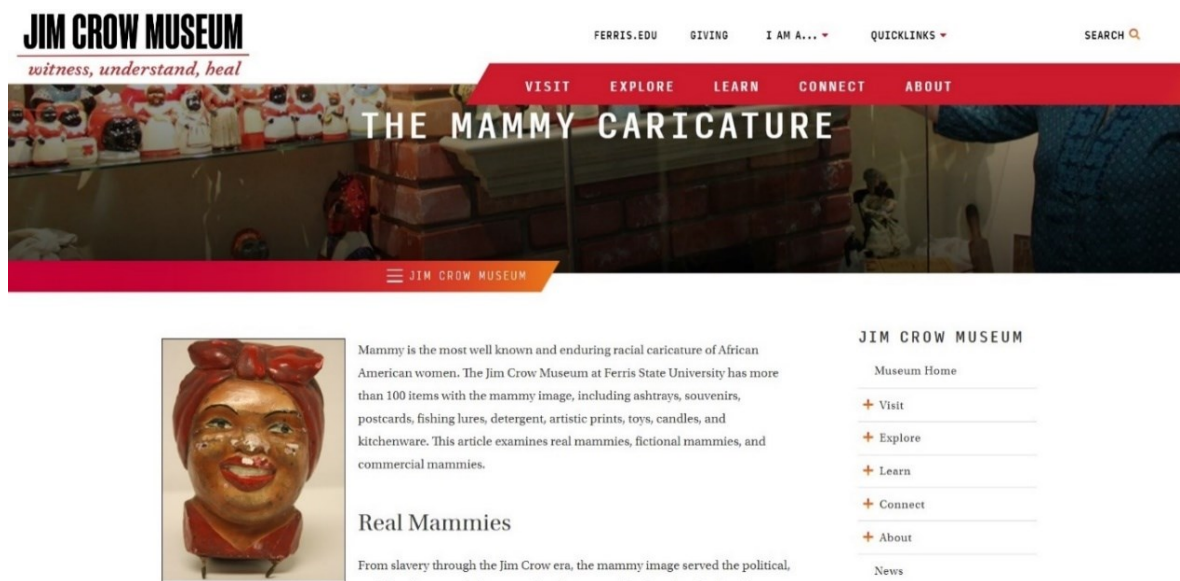 JIM CROW MUSEUM
witness, understand, heal
FERRIS.EDU GIVING I AM A... QUICKLINKS SEARCH
VISIT EXPLORE LEARN CONNECT ABOUT
THE MAMMY CARICATURE
JIM CROW MUSEUM
Mammy is the most well known and enduring racial caricature of African
American women. The Jim Crow Museum at Ferris State University has more
than 100 items with the mammy image, including ashtrays, souvenirs,
postcards, fishing lures, detergent, artistic prints, toys, candles, and
kitchenware. This article examines real mammies, fictional mammies, and
commercial mammies.
Real Mammies
From slavery through the Jim Crow era, the mammy image served the political,
JIM CROW MUSEUM
Museum Home
+ Visit
+ Explore
+ Learn
+ Connect
+ About
News